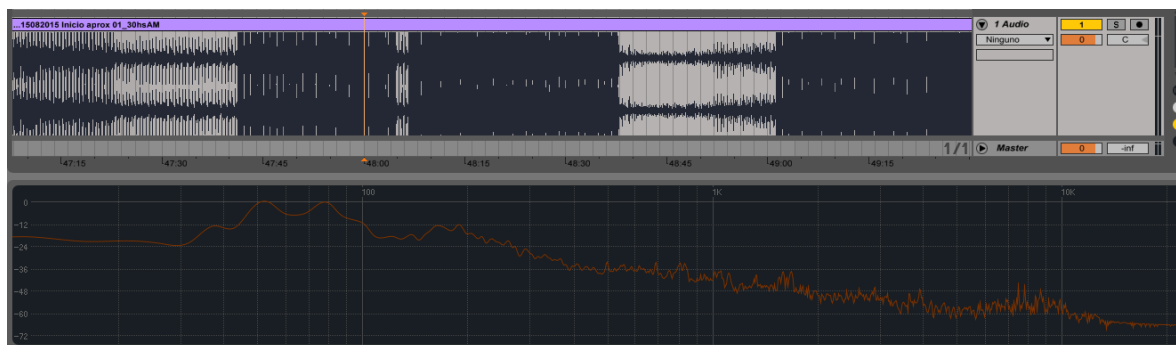 ...15082015 Inicio aprox 01_30hsAM
1 Audio
1
S
Ninguno
0
C
47:15
47:30
47:45
48:00
48:15
48:30
48:45
49:00
49:15
1/1
Master
0
-inf
100
1K
10K
0
-12
-24
-36
-48
-60
-72